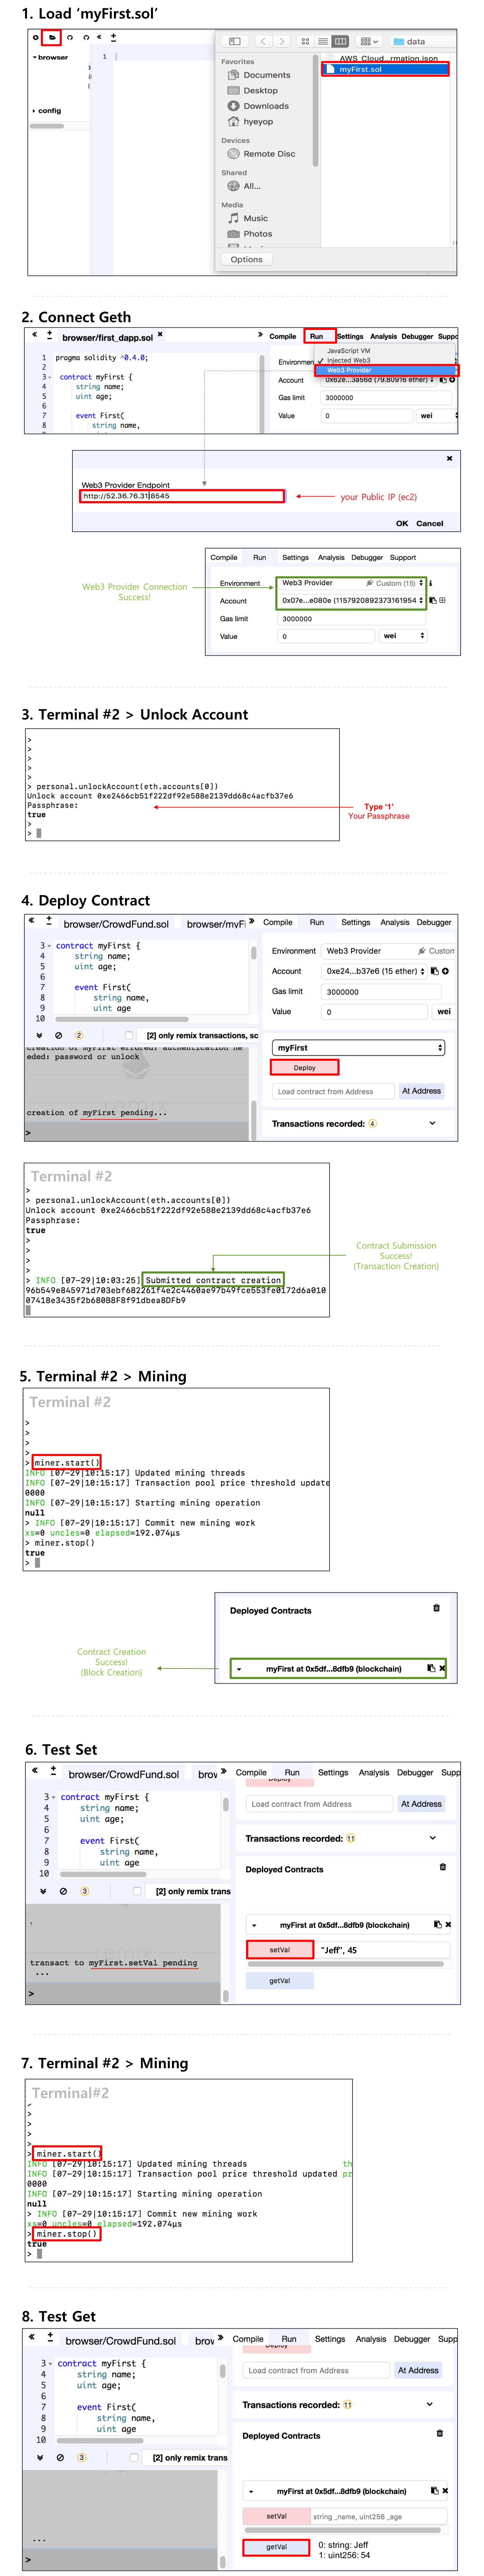 1. Load ‘myFirst.sol’
browser
config
1
data
Favorites
Documents
Desktop
Downloads
hyeyop
Devices
Remote Disc
Shared
All...
Media
Music
Photos
AWS_Cloud...rmation.json
myFirst.sol
Options
2. Connect Geth
browser/first_dapp.sol
Compile Run Settings Analysis Debugger Suppo
1 pragma solidity ^0.4.0;
2
3 contract myFirst {
4 string name;
5 uint age;
6
7 event First(
8 string name,
JavaScript VM
Environment Injected Web3
Web3 Provider
Account 0x62e...3a56d (79.80916 ether)
Gas limit 3000000
Value 0 wei
Web3 Provider Endpoint
http://52.36.76.31:8545
your Public IP (ec2)
OK Cancel
Compile Run Settings Analysis Debugger Support
Web3 Provider Connection
Success!
Environment Web3 Provider Custom (15)
Account 0x07e...e080e (1157920892373161954
Gas limit 3000000
Value 0 wei
3. Terminal #2 > Unlock Account
>
>
>
>
>
> personal.unlockAccount(eth.accounts[0])
Unlock account 0xe2466cb51f222df92e588e2139dd68c4acfb37e6
Passphrase:
true
>
>
Type ‘1’
Your Passphrase
4. Deploy Contract
browser/CrowdFund.sol browser/myFi
Compile Run Settings Analysis Debugger
3 contract myFirst {
4 string name;
5 uint age;
6
7 event First(
8 string name,
9 uint age
10
2 [2] only remix transactions, sc
creation of myFirst errored: authentication ne
eded: password or unlock
remix
creation of myFirst pending...
>
Environment Web3 Provider Custom
Account 0xe24...b37e6 (15 ether)
Gas limit 3000000
Value 0 wei
myFirst
Deploy
Load contract from Address At Address
Transactions recorded: 4
Terminal #2
>
> personal.unlockAccount(eth.accounts[0])
Unlock account 0xe2466cb51f222df92e588e2139dd68c4acfb37e6
Passphrase:
true
>
>
>
>
> INFO [07-29|10:03:25] Submitted contract creation
96b549e845971d703ebf682261f4e2c4460ae97b49fce553fe0172d6a010
07418e3435f2b680B8F8f91dbea8DFb9
Contract Submission
Success!
(Transaction Creation)
5. Terminal #2 > Mining
Terminal #2
>
>
>
>
> miner.start()
INFO [07-29|10:15:17] Updated mining threads
INFO [07-29|10:15:17] Transaction pool price threshold update
0000
INFO [07-29|10:15:17] Starting mining operation
null
> INFO [07-29|10:15:17] Commit new mining work
xs=0 uncles=0 elapsed=192.074µs
> miner.stop()
true
>
Deployed Contracts
myFirst at 0x5df...8dfb9 (blockchain)
Contract Creation
Success!
(Block Creation)
6. Test Set
browser/CrowdFund.sol brow
Compile Run Settings Analysis Debugger Supp
3 contract myFirst {
4 string name;
5 uint age;
6
7 event First(
8 string name,
9 uint age
10
3 [2] only remix trans
remix
transact to myFirst.setVal pending
...
>
Deploy
Load contract from Address At Address
Transactions recorded: 11
Deployed Contracts
myFirst at 0x5df...8dfb9 (blockchain)
setVal "Jeff", 45
getVal
7. Terminal #2 > Mining
Terminal#2
>
>
>
>
> miner.start()
INFO [07-29|10:15:17] Updated mining threads th
INFO [07-29|10:15:17] Transaction pool price threshold updated pr
0000
INFO [07-29|10:15:17] Starting mining operation
null
> INFO [07-29|10:15:17] Commit new mining work
xs=0 uncles=0 elapsed=192.074µs
> miner.stop()
true
>
8. Test Get
browser/CrowdFund.sol brow
Compile Run Settings Analysis Debugger Supp
3 contract myFirst {
4 string name;
5 uint age;
6
7 event First(
8 string name,
9 uint age
10
3 [2] only remix trans
...
>
Deploy
Load contract from Address At Address
Transactions recorded: 11
Deployed Contracts
myFirst at 0x5df...8dfb9 (blockchain)
setVal string _name, uint256 _age
getVal
0: string: Jeff
1: uint256: 54